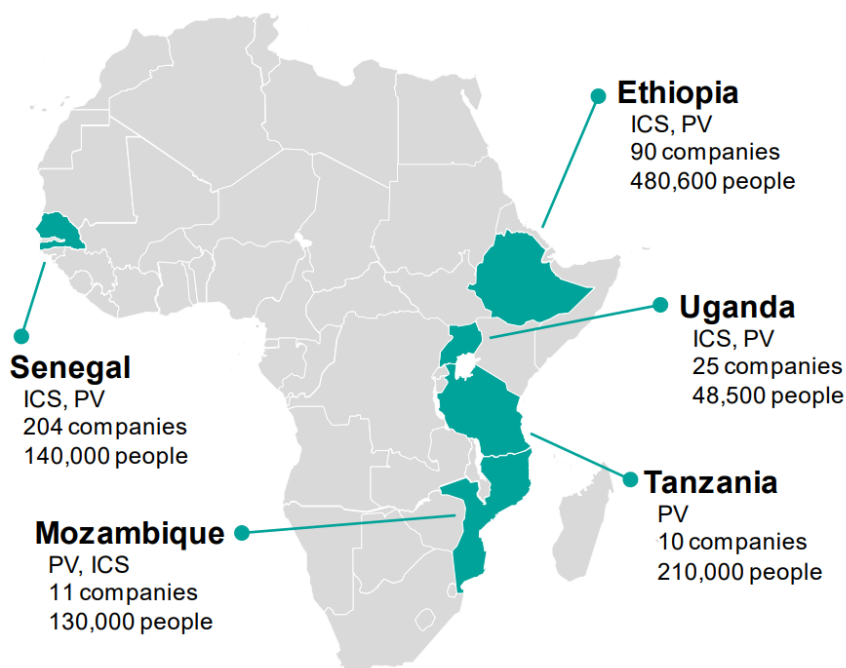 Ethiopia
ICS, PV
90 companies
480,600 people
Uganda
ICS, PV
25 companies
48,500 people
Senegal
ICS, PV
204 companies
140,000 people
Tanzania
PV
10 companies
210,000 people
Mozambique
PV, ICS
11 companies
130,000 people